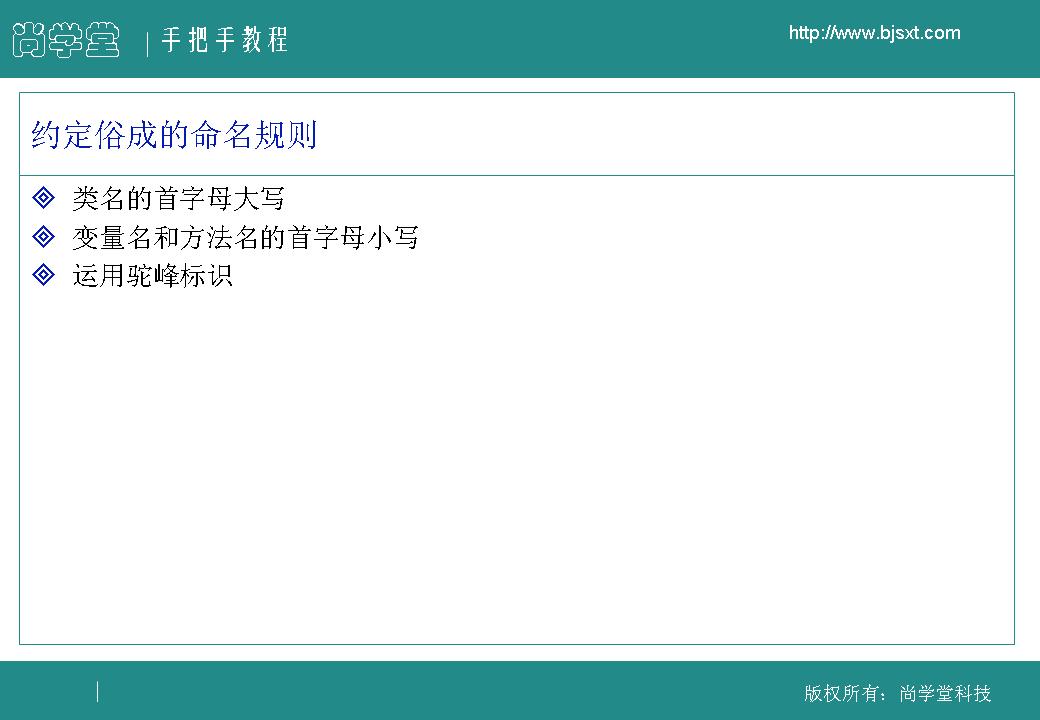 尚学堂
手把手教程
http://www.bjsxt.com
约定俗成的命名规则
类名的首字母大写
变量名和方法名的首字母小写
运用驼峰标识
版权所有：尚学堂科技